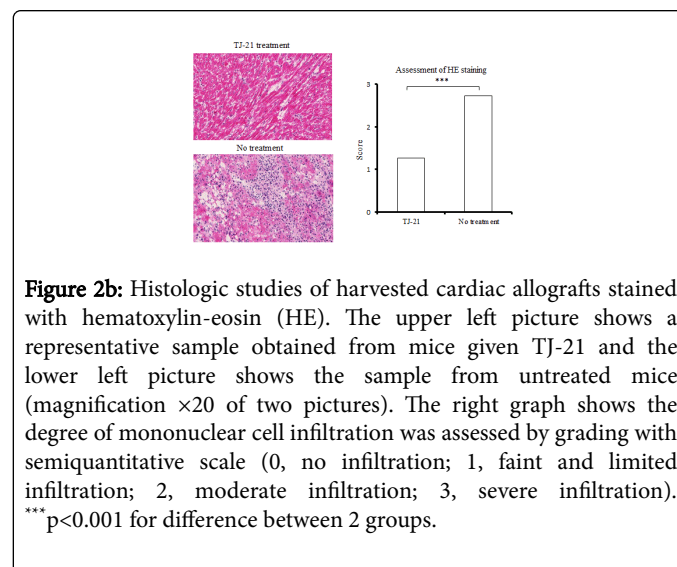 TJ-21 treatment
No treatment
Assessment of HE staining
***
3
2
1
0
Score
TJ-21
No treatment
Figure 2b: Histologic studies of harvested cardiac allografts stained
with hematoxylin-eosin (HE). The upper left picture shows a
representative sample obtained from mice given TJ-21 and the
lower left picture shows the sample from untreated mice
(magnification ×20 of two pictures). The right graph shows the
degree of mononuclear cell infiltration was assessed by grading with
semiquantitative scale (0, no infiltration; 1, faint and limited
infiltration; 2, moderate infiltration; 3, severe infiltration).
***p<0.001 for difference between 2 groups.